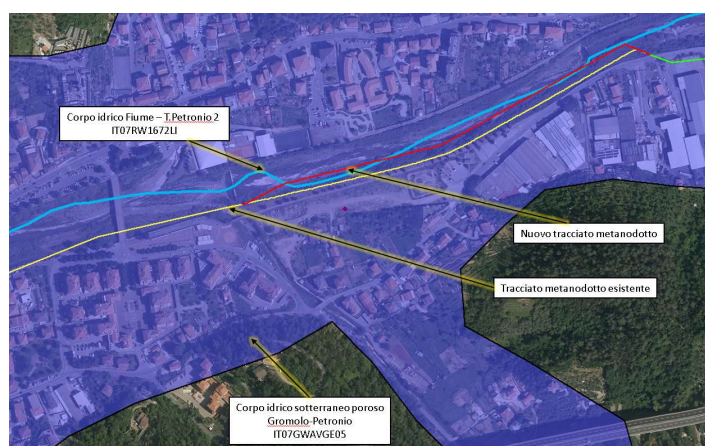 Corpo idrico Fiume – T.Petronio 2
IT07RW1672LI
Nuovo tracciato metanodotto
Tracciato metanodotto esistente
Corpo idrico sotterraneo poroso
Gromolo-Petronio
IT07GWAVGE05